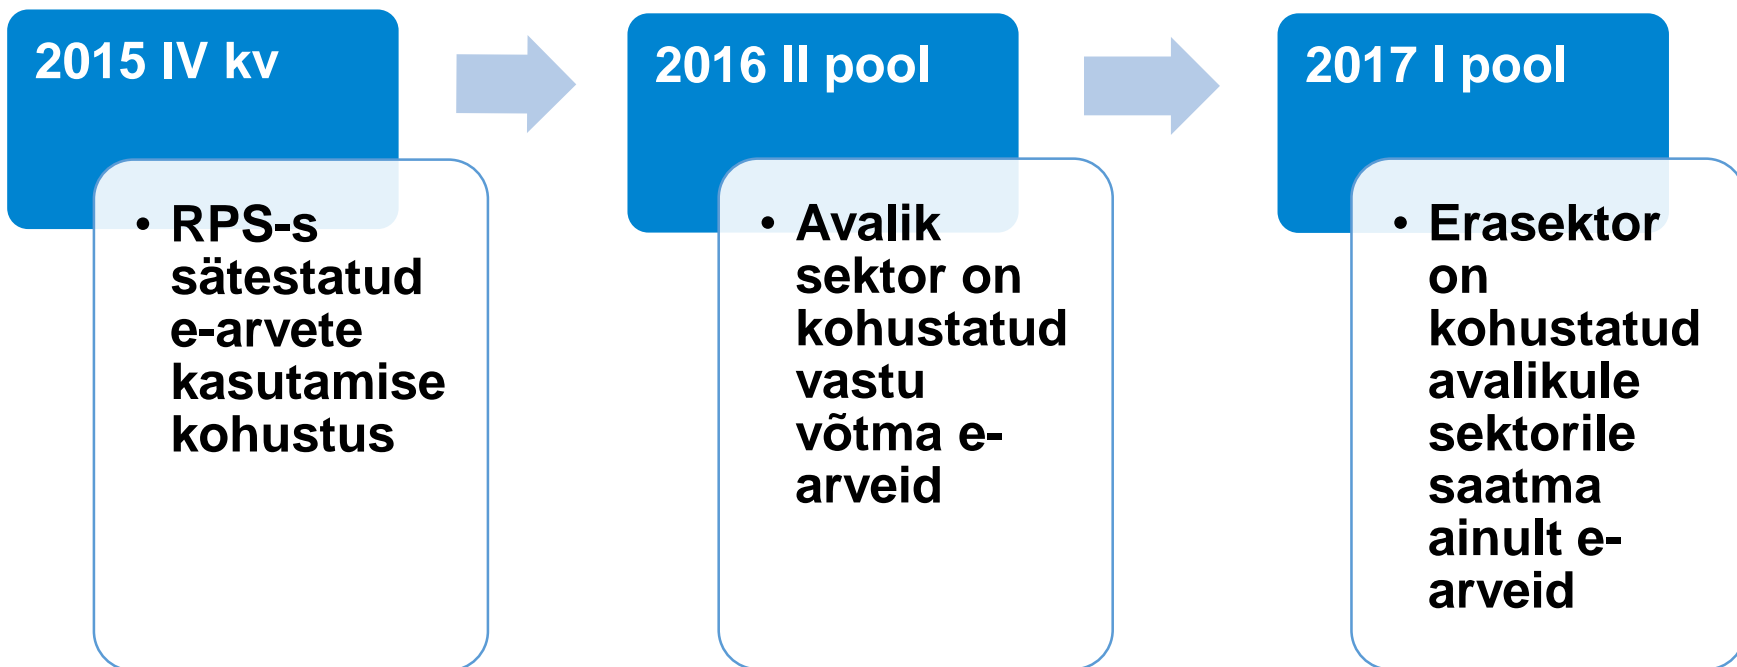 2015 IV kv
• RPS-s
sätestatud
e-arvete
kasutamise
kohustus
2016 II pool
• Avalik
sektor on
kohustatud
vastu
võtma e-
arveid
2017 I pool
• Erasektor
on
kohustatud
avalikule
sektorile
saatma
ainult e-
arveid